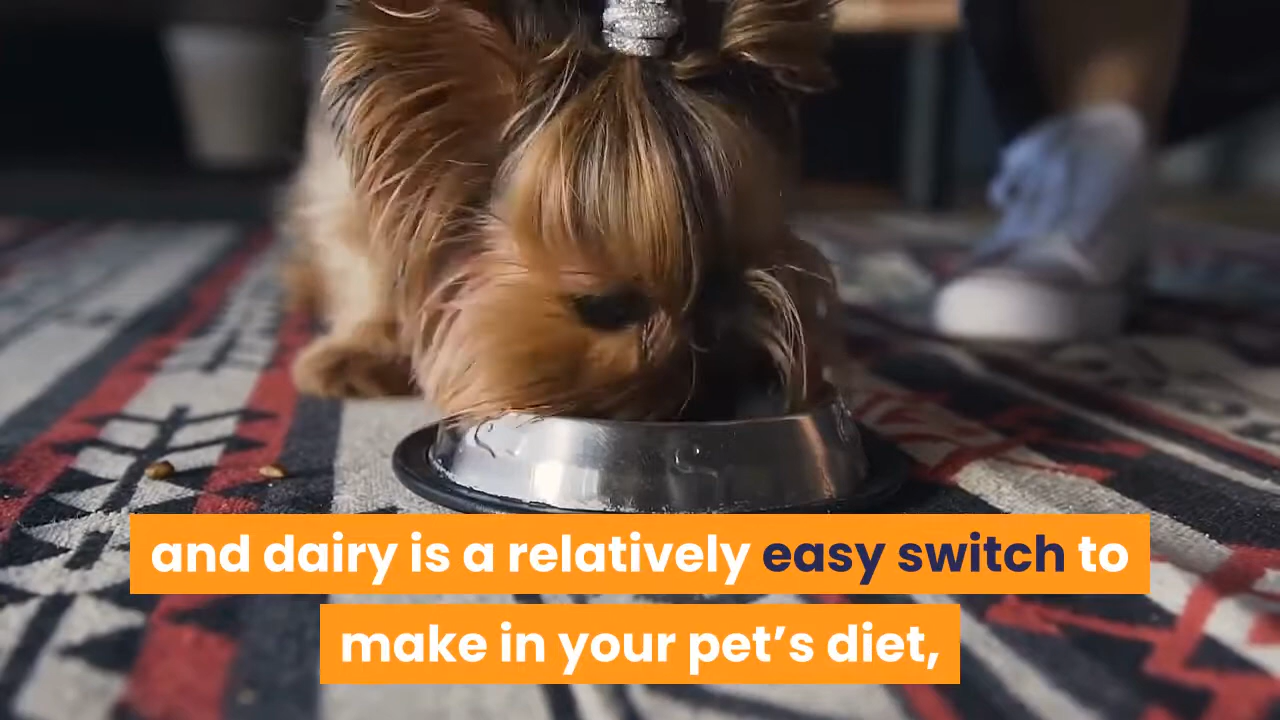 and dairy is a relatively easy switch to
make in your pet’s diet,